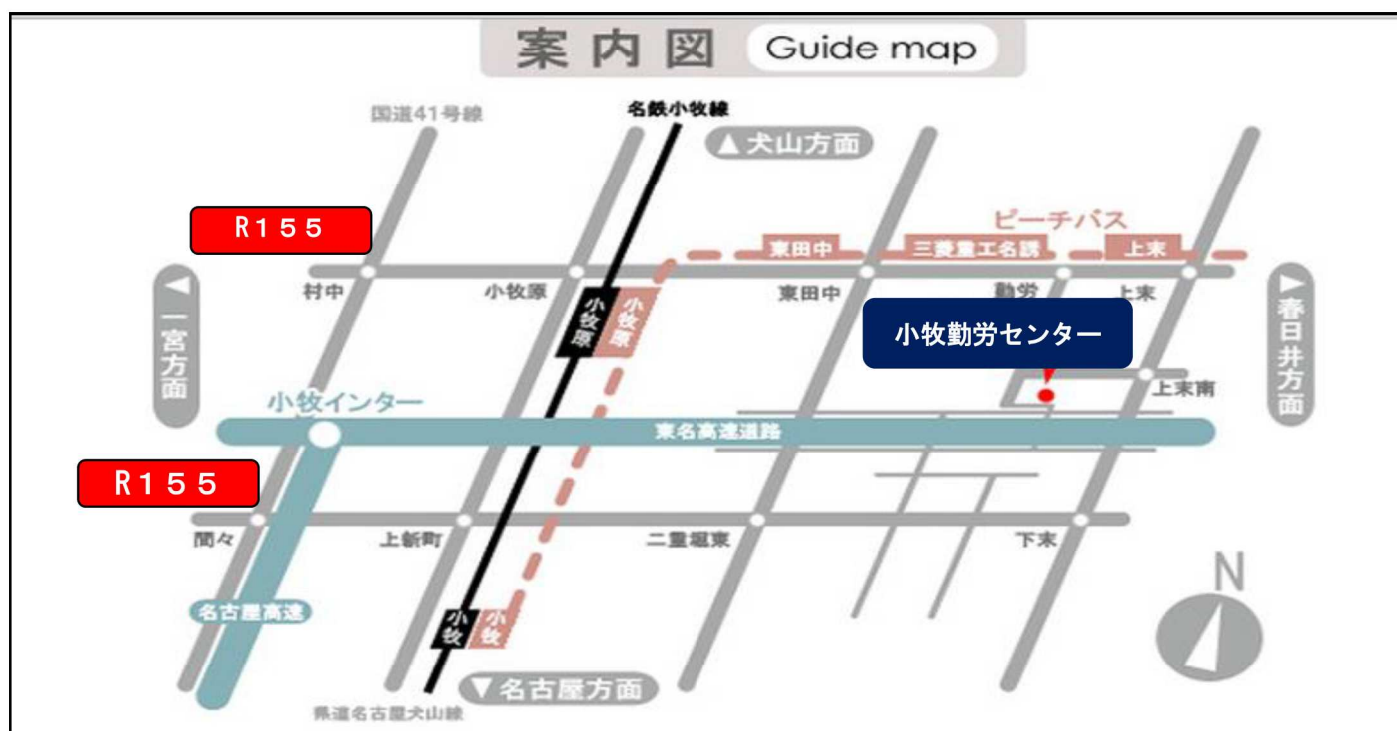 案内図 Guide map
国道41号線
名鉄小牧線
▲犬山方面
R155
ピーチバス
東田中
三菱重工名誘
上末
村中
小牧原
東田中
勤労
上末
◀一宮方面
小牧原
小牧原
小牧勤労センター
▶春日井方面
上末南
小牧インター
東名高速道路
R155
間々
上新町
二重堀東
下末
N
名古屋高速
小牧
小牧
▼名古屋方面
県道名古屋犬山線